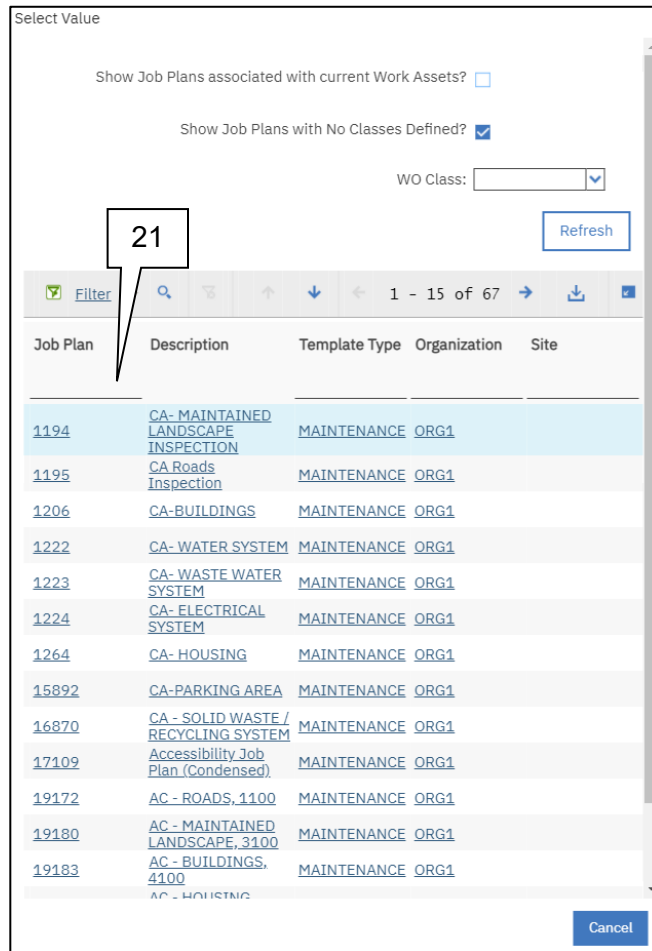 Select Value
Show Job Plans associated with current Work Assets?
Show Job Plans with No Classes Defined?
WO Class:
21
Refresh
Filter 1 - 15 of 67
Job Plan Description Template Type Organization Site
1194 CA- MAINTAINED LANDSCAPE INSPECTION MAINTENANCE ORG1
1195 CA Roads Inspection MAINTENANCE ORG1
1206 CA-BUILDINGS MAINTENANCE ORG1
1222 CA- WATER SYSTEM MAINTENANCE ORG1
1223 CA- WASTE WATER SYSTEM MAINTENANCE ORG1
1224 CA- ELECTRICAL SYSTEM MAINTENANCE ORG1
1264 CA- HOUSING MAINTENANCE ORG1
15892 CA-PARKING AREA MAINTENANCE ORG1
16870 CA - SOLID WASTE / RECYCLING SYSTEM MAINTENANCE ORG1
17109 Accessibility Job Plan (Condensed) MAINTENANCE ORG1
19172 AC - ROADS, 1100 MAINTENANCE ORG1
19180 AC - MAINTAINED LANDSCAPE, 3100 MAINTENANCE ORG1
19183 AC - BUILDINGS, 4100 MAINTENANCE ORG1
AC - HOUSING
Cancel